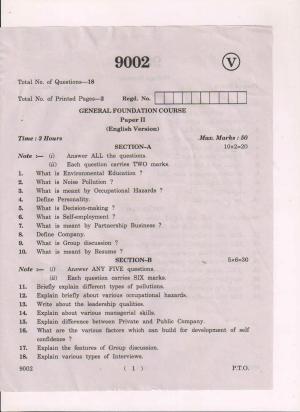 9002
V
Total No. of Questions—18
Total No. of Printed Pages—2 Regd. No.
GENERAL FOUNDATION COURSE
Paper II
(English Version)
Time : 3 Hours Max. Marks : 50
SECTION-A 10×2=20
Note :— (i) Answer ALL the questions.
(ii) Each question carries TWO marks.
1. What is Environmental Education ?
2. What is Noise Pollution ?
3. What is meant by Occupational Hazards ?
4. Define Personality.
5. What is Decision-making ?
6. What is Self-employment ?
7. What is meant by Partnership Business ?
8. Define Company.
9. What is Group discussion ?
10. What is meant by Resume ?
SECTION-B 5×6=30
Note :— (i) Answer ANY FIVE questions.
(ii) Each question carries SIX marks.
11. Briefly explain different types of pollutions.
12. Explain briefly about various occupational hazards.
13. Write about the leadership qualities.
14. Explain about various managerial skills.
15. Explain difference between Private and Public Company.
16. What are the various factors which can build for development of self
confidence ?
17. Explain the features of Group discussion.
18. Explain various types of Interviews.
9002 ( 1 ) P.T.O.